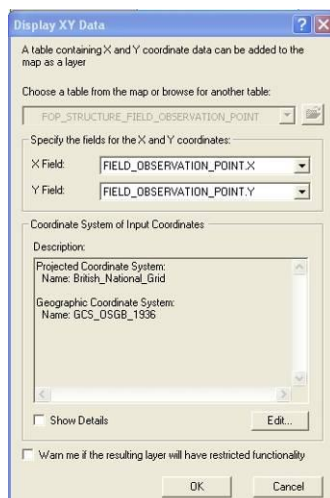 Display XY Data
A table containing X and Y coordinate data can be added to the
map as a layer
Choose a table from the map or browse for another table:
FOP_STRUCTURE_FIELD_OBSERVATION_POINT
Specify the fields for the X and Y coordinates:
X Field: FIELD_OBSERVATION_POINT.X
Y Field: FIELD_OBSERVATION_POINT.Y
Coordinate System of Input Coordinates
Description:
Projected Coordinate System:
Name: British_National_Grid
Geographic Coordinate System:
Name: GCS_OSGB_1936
Show Details Edit...
Warn me if the resulting layer will have restricted functionality
OK Cancel